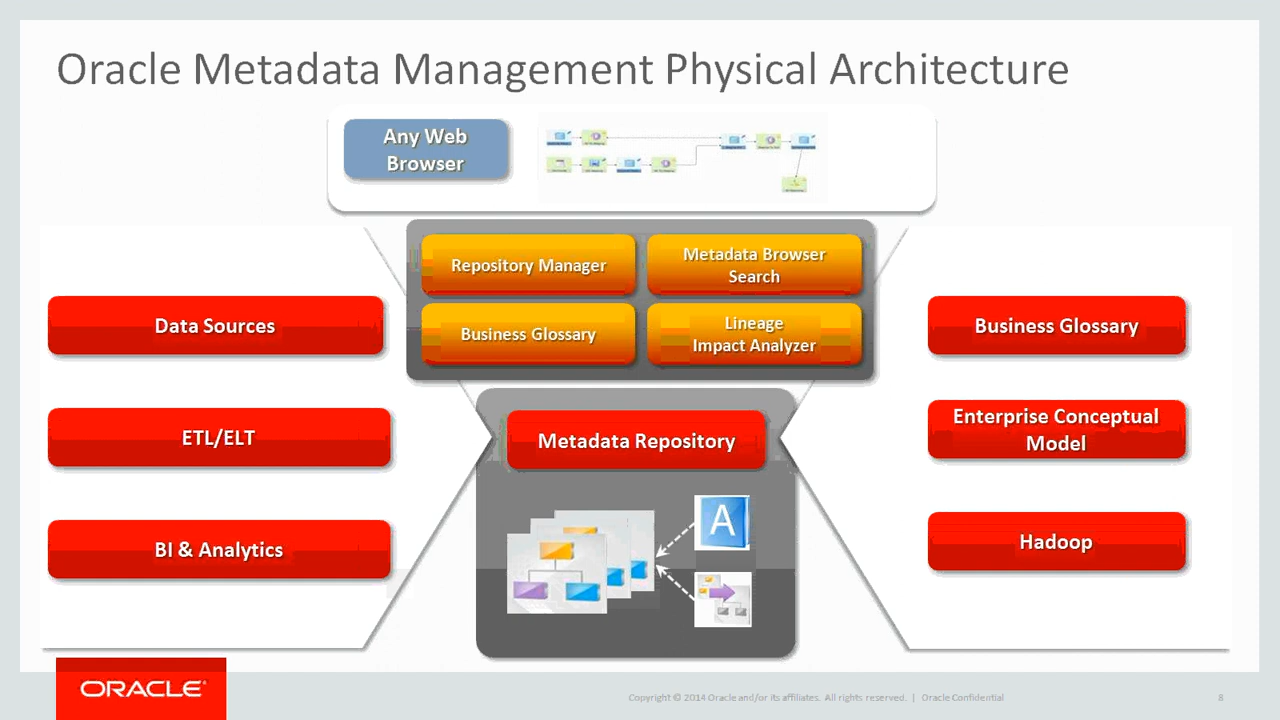 Oracle Metadata Management Physical Architecture
Any Web
Browser
Repository Manager
Metadata Browser
Search
Business Glossary
Lineage
Impact Analyzer
Data Sources
ETL/ELT
BI & Analytics
Metadata Repository
A
Business Glossary
Enterprise Conceptual
Model
Hadoop
ORACLE®
Copyright © 2014 Oracle and/or its affiliates. All rights reserved. | Oracle Confidential
8